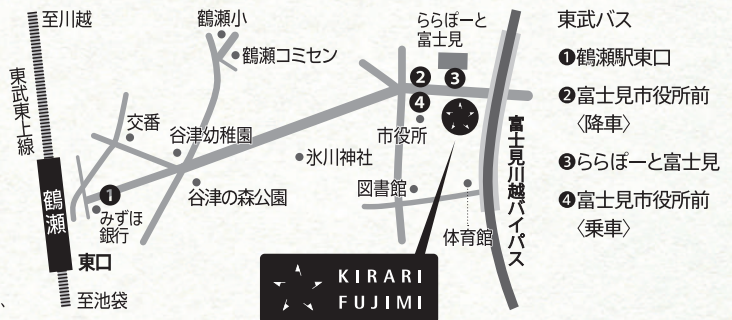 至川越
鶴瀬小
鶴瀬コミセン
ららぽーと
富士見
東武東上線
交番
谷津幼稚園
氷川神社
❷
❸
❹
市役所
富士見川越バイパス
鶴瀬
❶
みずほ
銀行
谷津の森公園
図書館
体育館
東口
至池袋
KIRARI
FUJIMI
、
東武バス
❶鶴瀬駅東口
❷富士見市役所前
〈降車〉
❸ららぽーと富士見
❹富士見市役所前
〈乗車〉